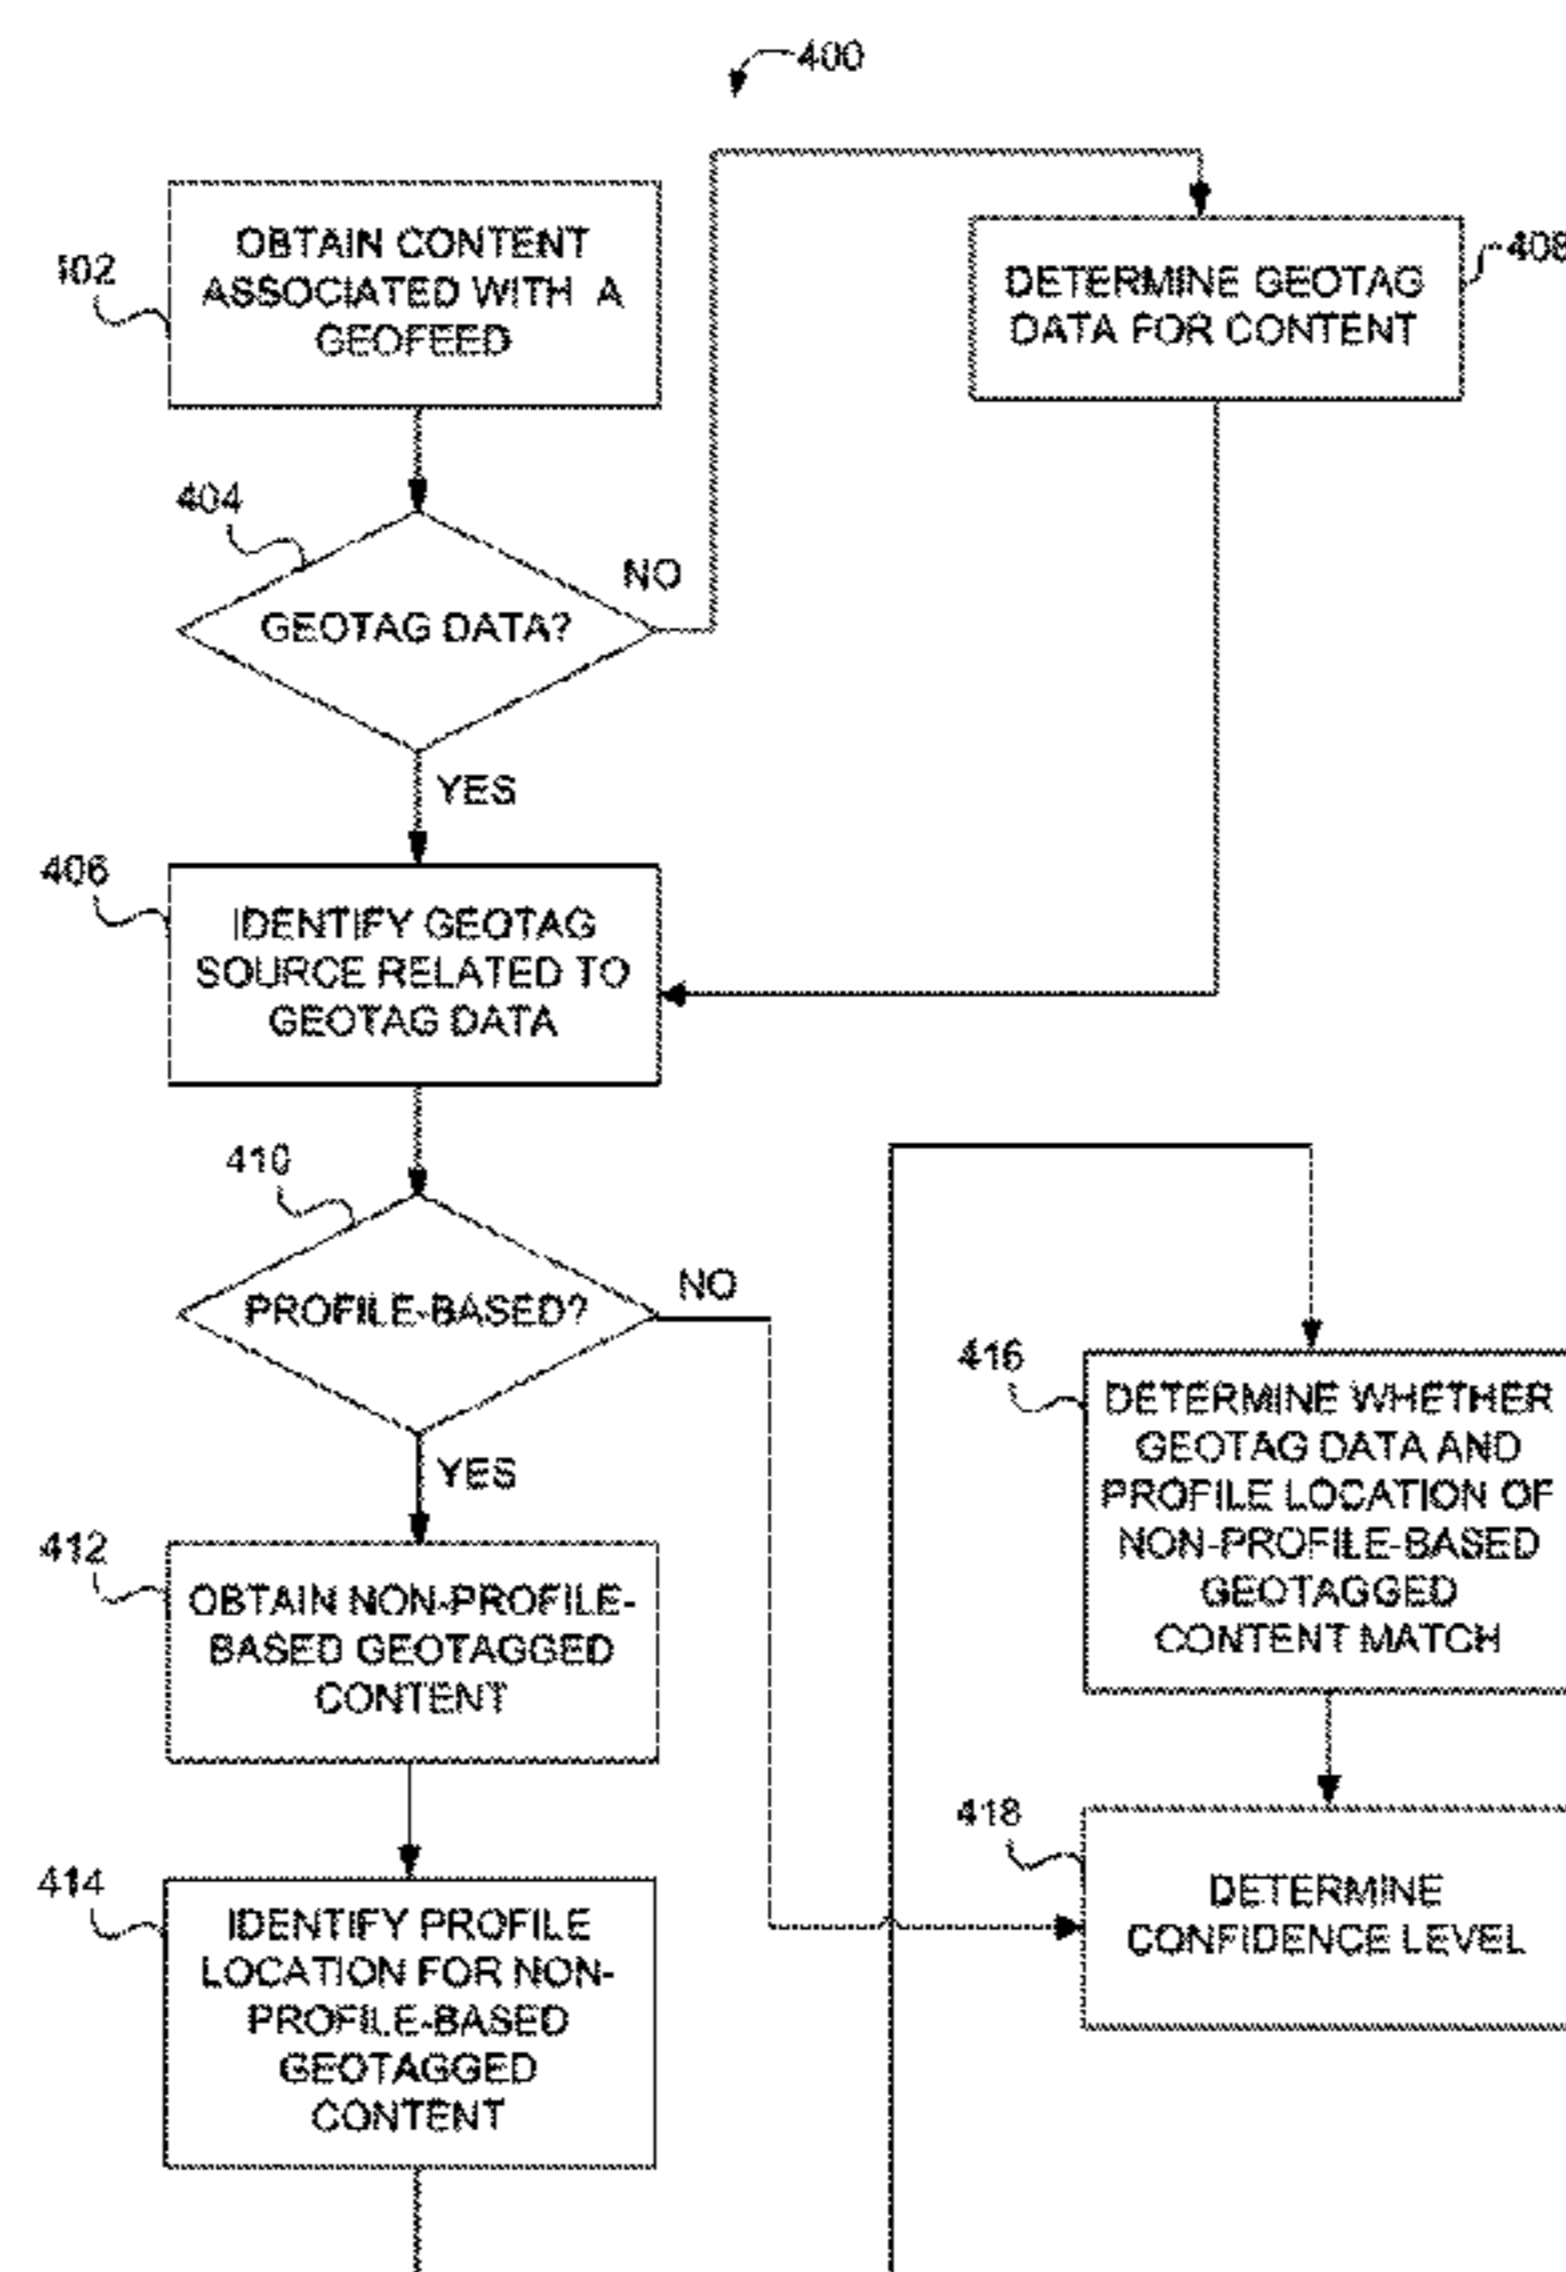 400
OBTAIN CONTENT
ASSOCIATED WITH A
GEOFEED
102
DETERMINE GEOTAG
DATA FOR CONTENT
408
404
GEOTAG DATA?
NO
YES
406
IDENTIFY GEOTAG
SOURCE RELATED TO
GEOTAG DATA
410
PROFILE-BASED?
NO
YES
412
OBTAIN NON-PROFILE-
BASED GEOTAGGED
CONTENT
414
IDENTIFY PROFILE
LOCATION FOR NON-
PROFILE-BASED
GEOTAGGED
CONTENT
416
DETERMINE WHETHER
GEOTAG DATA AND
PROFILE LOCATION OF
NON-PROFILE-BASED
GEOTAGGED
CONTENT MATCH
418
DETERMINE
CONFIDENCE LEVEL